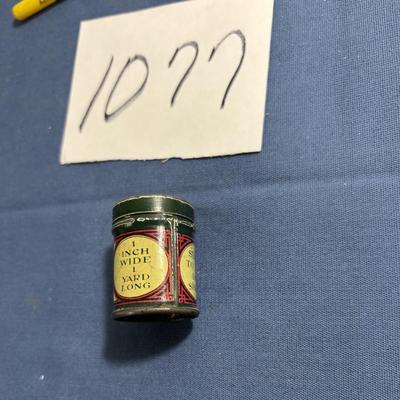 1077
1
INCH
WIDE
1
YARD
LONG